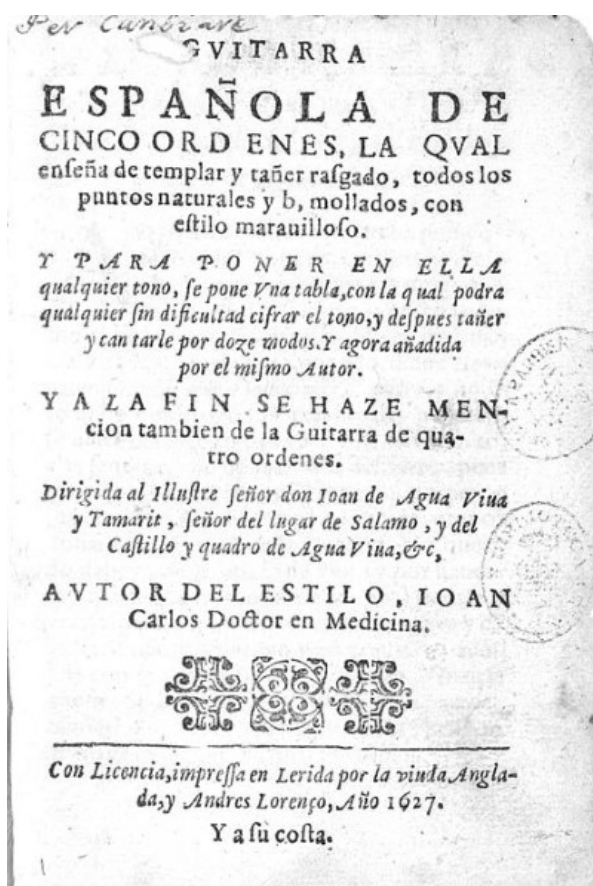 GVITARRA
ESPAÑOLA DE
CINCO ORDENES, LA QVAL
enſeña de templar y tañer raſgado, todos los
puntos naturales y b, mollados, con
eſtilo marauilloſo.
Y PARA PONER EN ELLA
qualquier tono, ſe pone Vna tabla, con la qual podra
qualquier ſin dificultad cifrar el tono, y deſpues tañer
y cantarle por doze modos. Y agora añadida
por el miſmo Autor.
Y A LA FIN SE HAZE MEN-
cion tambien de la Guitarra de qua-
tro ordenes.
Dirigida al Illuſtre ſeñor don Ioan de Agua Viua
y Tamarit, ſeñor del lugar de Salamo, y del
Caſtillo y quadro de Agua Viua, &c,
AVTOR DEL ESTILO, IOAN
Carlos Doctor en Medicina.
Con Licencia, impreſſa en Lerida por la viuda Angla-
da, y Andres Lorenço, Año 1627.
Y a ſu coſta.